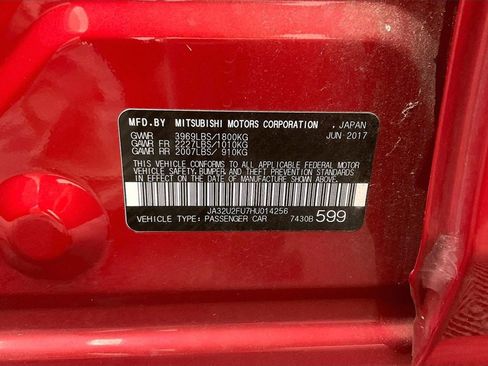 MFD.BY MITSUBISHI MOTORS CORPORATION , JAPAN
GVWR 3969LBS/1800KG JUN 2017
GAWR FR 2227LBS/1010KG
GAWR RR 2007LBS/ 910KG
THIS VEHICLE CONFORMS TO ALL APPLICABLE FEDERAL MOTOR
VEHICLE SAFETY, BUMPER, AND THEFT PREVENTION STANDARDS
IN EFFECT ON THE DATE OF MANUFACTURE SHOWN ABOVE.
JA32U2FU7HU014256
VEHICLE TYPE: PASSENGER CAR 7430B 599